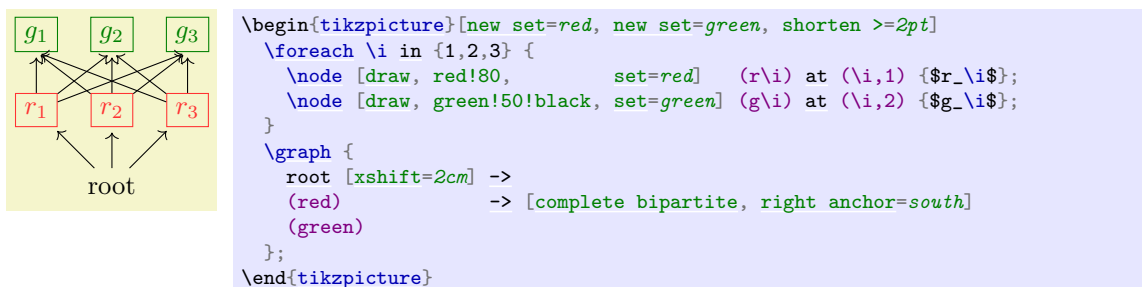 g1 g2 g3
r1 r2 r3
root
\begin{tikzpicture}[new set=red, new set=green, shorten >=2pt]
  \foreach \i in {1,2,3} {
    \node [draw, red!80,         set=red]   (r\i) at (\i,1) {$r_\i$};
    \node [draw, green!50!black, set=green] (g\i) at (\i,2) {$g_\i$};
  }
  \graph {
    root [xshift=2cm] ->
    (red)             -> [complete bipartite, right anchor=south]
    (green)
  };
\end{tikzpicture}